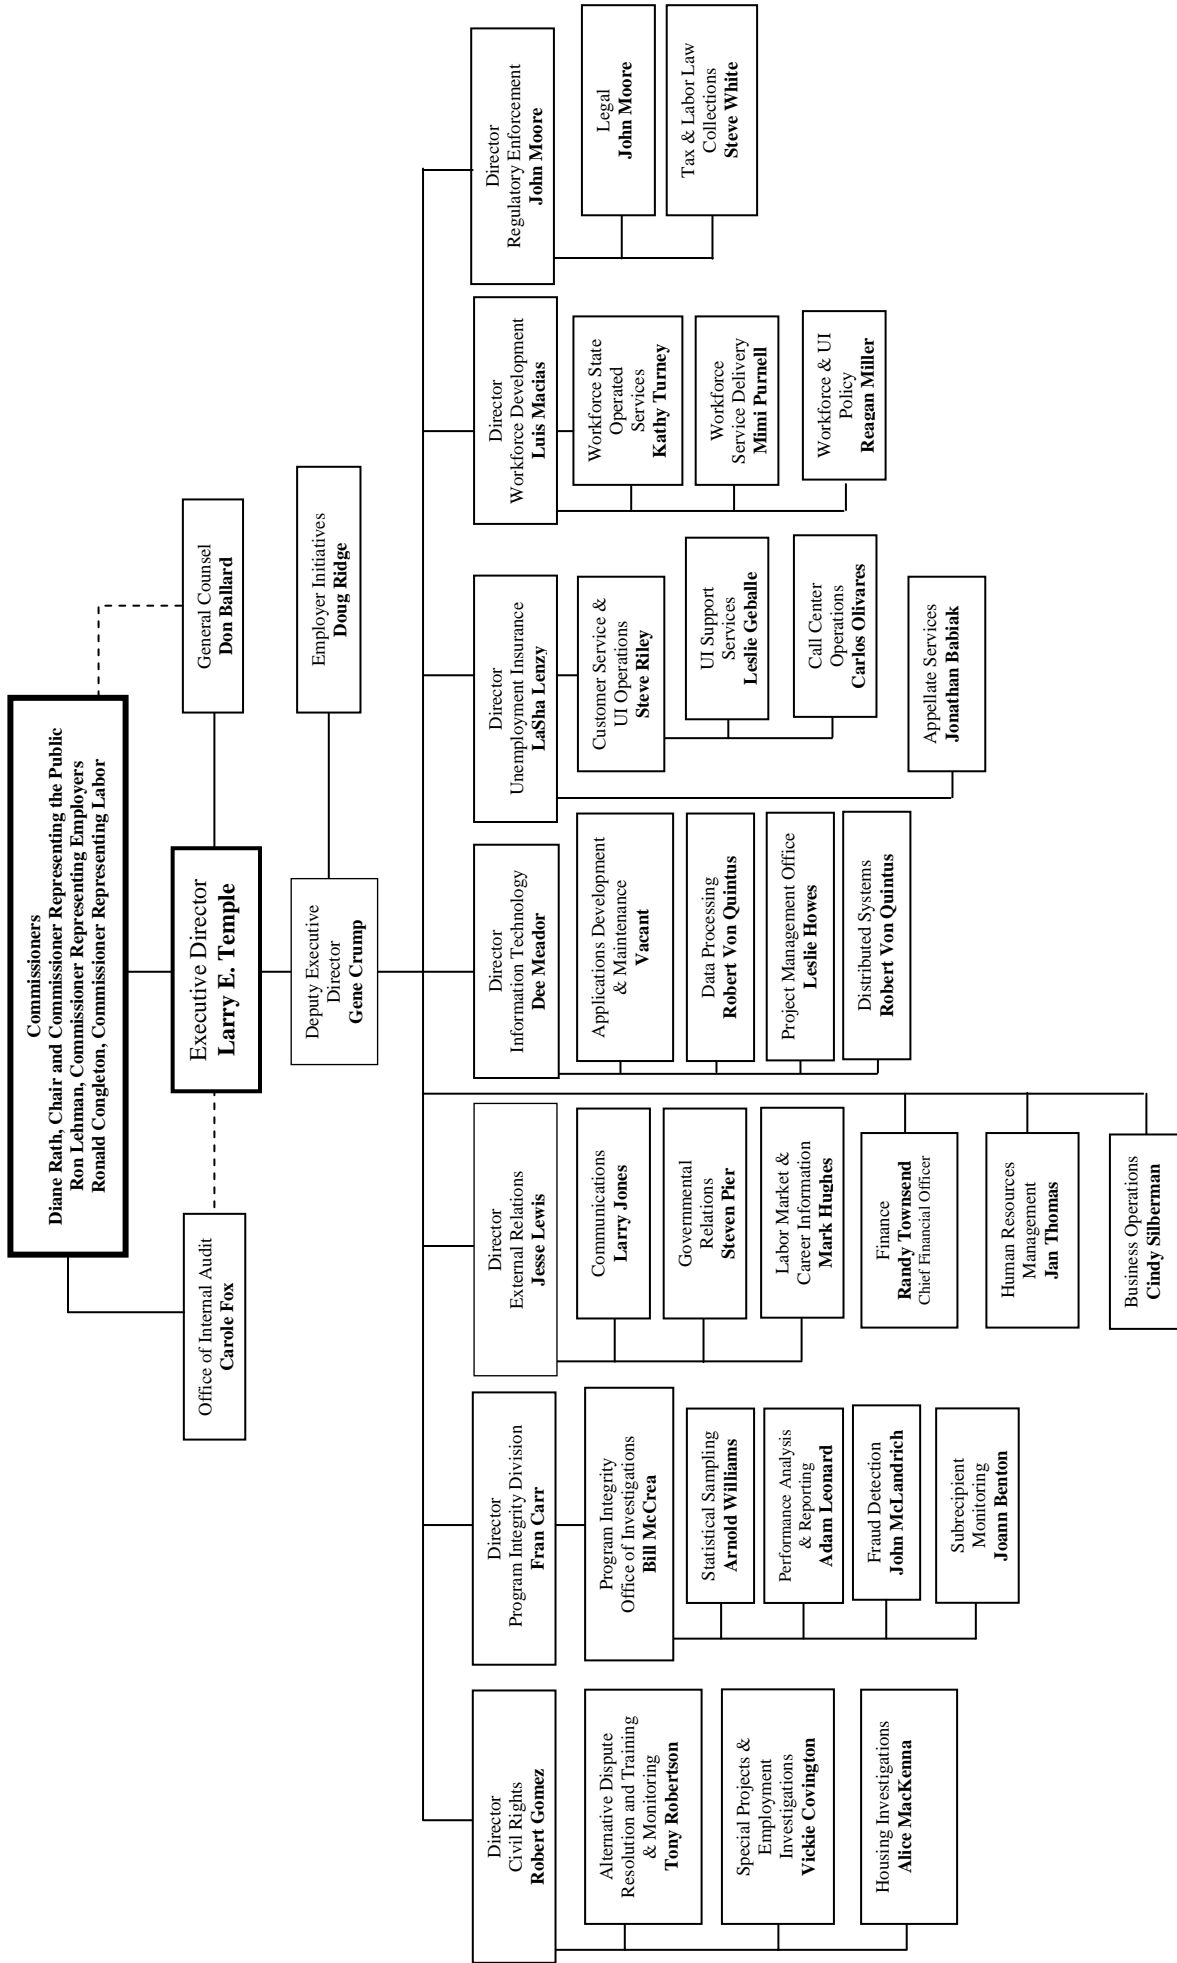 Commissioners
Diane Rath, Chair and Commissioner Representing the Public
Ron Lehman, Commissioner Representing Employers
Ronald Congleton, Commissioner Representing Labor
Office of Internal Audit
Carole Fox
Executive Director
Larry E. Temple
General Counsel
Don Ballard
Deputy Executive
Director
Gene Crump
Employer Initiatives
Doug Ridge
Director
Civil Rights
Robert Gomez
Alternative Dispute
Resolution and Training
& Monitoring
Tony Robertson
Special Projects &
Employment
Investigations
Vickie Covington
Housing Investigations
Alice MacKenna
Director
Program Integrity Division
Fran Carr
Program Integrity
Office of Investigations
Bill McCrea
Statistical Sampling
Arnold Williams
Performance Analysis
& Reporting
Adam Leonard
Fraud Detection
John McLandrich
Subrecipient
Monitoring
Joann Benton
Director
External Relations
Jesse Lewis
Communications
Larry Jones
Governmental
Relations
Steven Pier
Labor Market &
Career Information
Mark Hughes
Finance
Randy Townsend
Chief Financial Officer
Human Resources
Management
Jan Thomas
Business Operations
Cindy Silberman
Director
Information Technology
Dee Meador
Applications Development
& Maintenance
Vacant
Data Processing
Robert Von Quintus
Project Management Office
Leslie Howes
Distributed Systems
Robert Von Quintus
Director
Unemployment Insurance
LaSha Lenzy
Customer Service &
UI Operations
Steve Riley
UI Support
Services
Leslie Geballe
Call Center
Operations
Carlos Olivares
Appellate Services
Jonathan Babiak
Director
Workforce Development
Luis Macias
Workforce State
Operated
Services
Kathy Turney
Workforce
Service Delivery
Mimi Purnell
Workforce & UI
Policy
Reagan Miller
Director
Regulatory Enforcement
John Moore
Legal
John Moore
Tax & Labor Law
Collections
Steve White